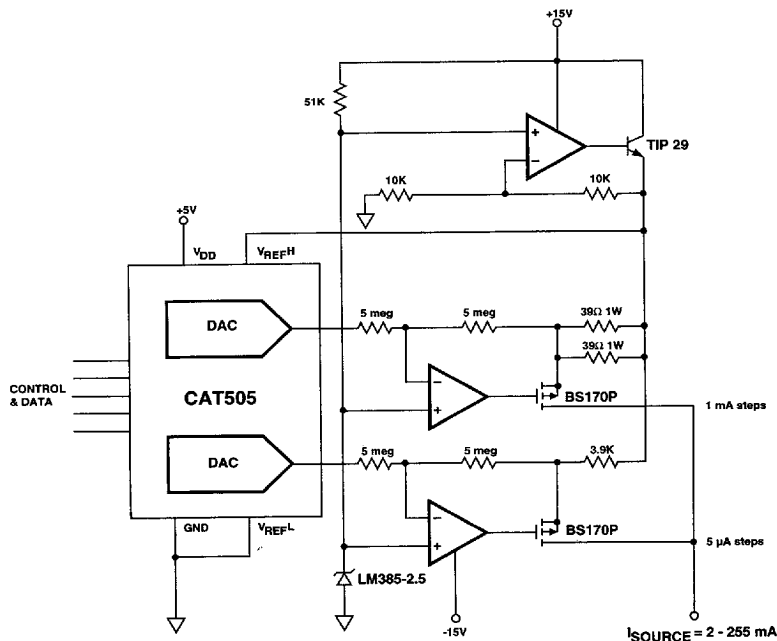 +15V
51K
+
TIP 29
−
10K
10K
+5V
VDD
VREFH
5 meg
5 meg
39Ω 1W
DAC
39Ω 1W
−
CONTROL
& DATA
CAT505
+
BS170P
1 mA steps
5 meg
5 meg
3.9K
DAC
−
BS170P
GND
VREFL
+
5 µA steps
LM385-2.5
-15V
ISOURCE = 2 - 255 mA